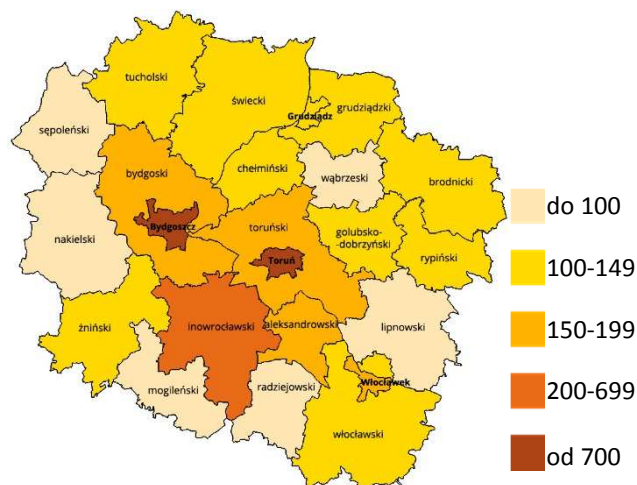 tucholski
świecki
Grudziądz
grudziądzki
sępoleński
chełmiński
wąbrzeski
brodnicki
bydgoski
do 100
Bydgoszcz
toruński
golubsko-
-dobrzyński
nakielski
rypiński
Toruń
100-149
żniński
inowrocławski
aleksandrowski
lipnowski
150-199
mogileński
radziejowski
Włocławek
200-699
włocławski
od 700